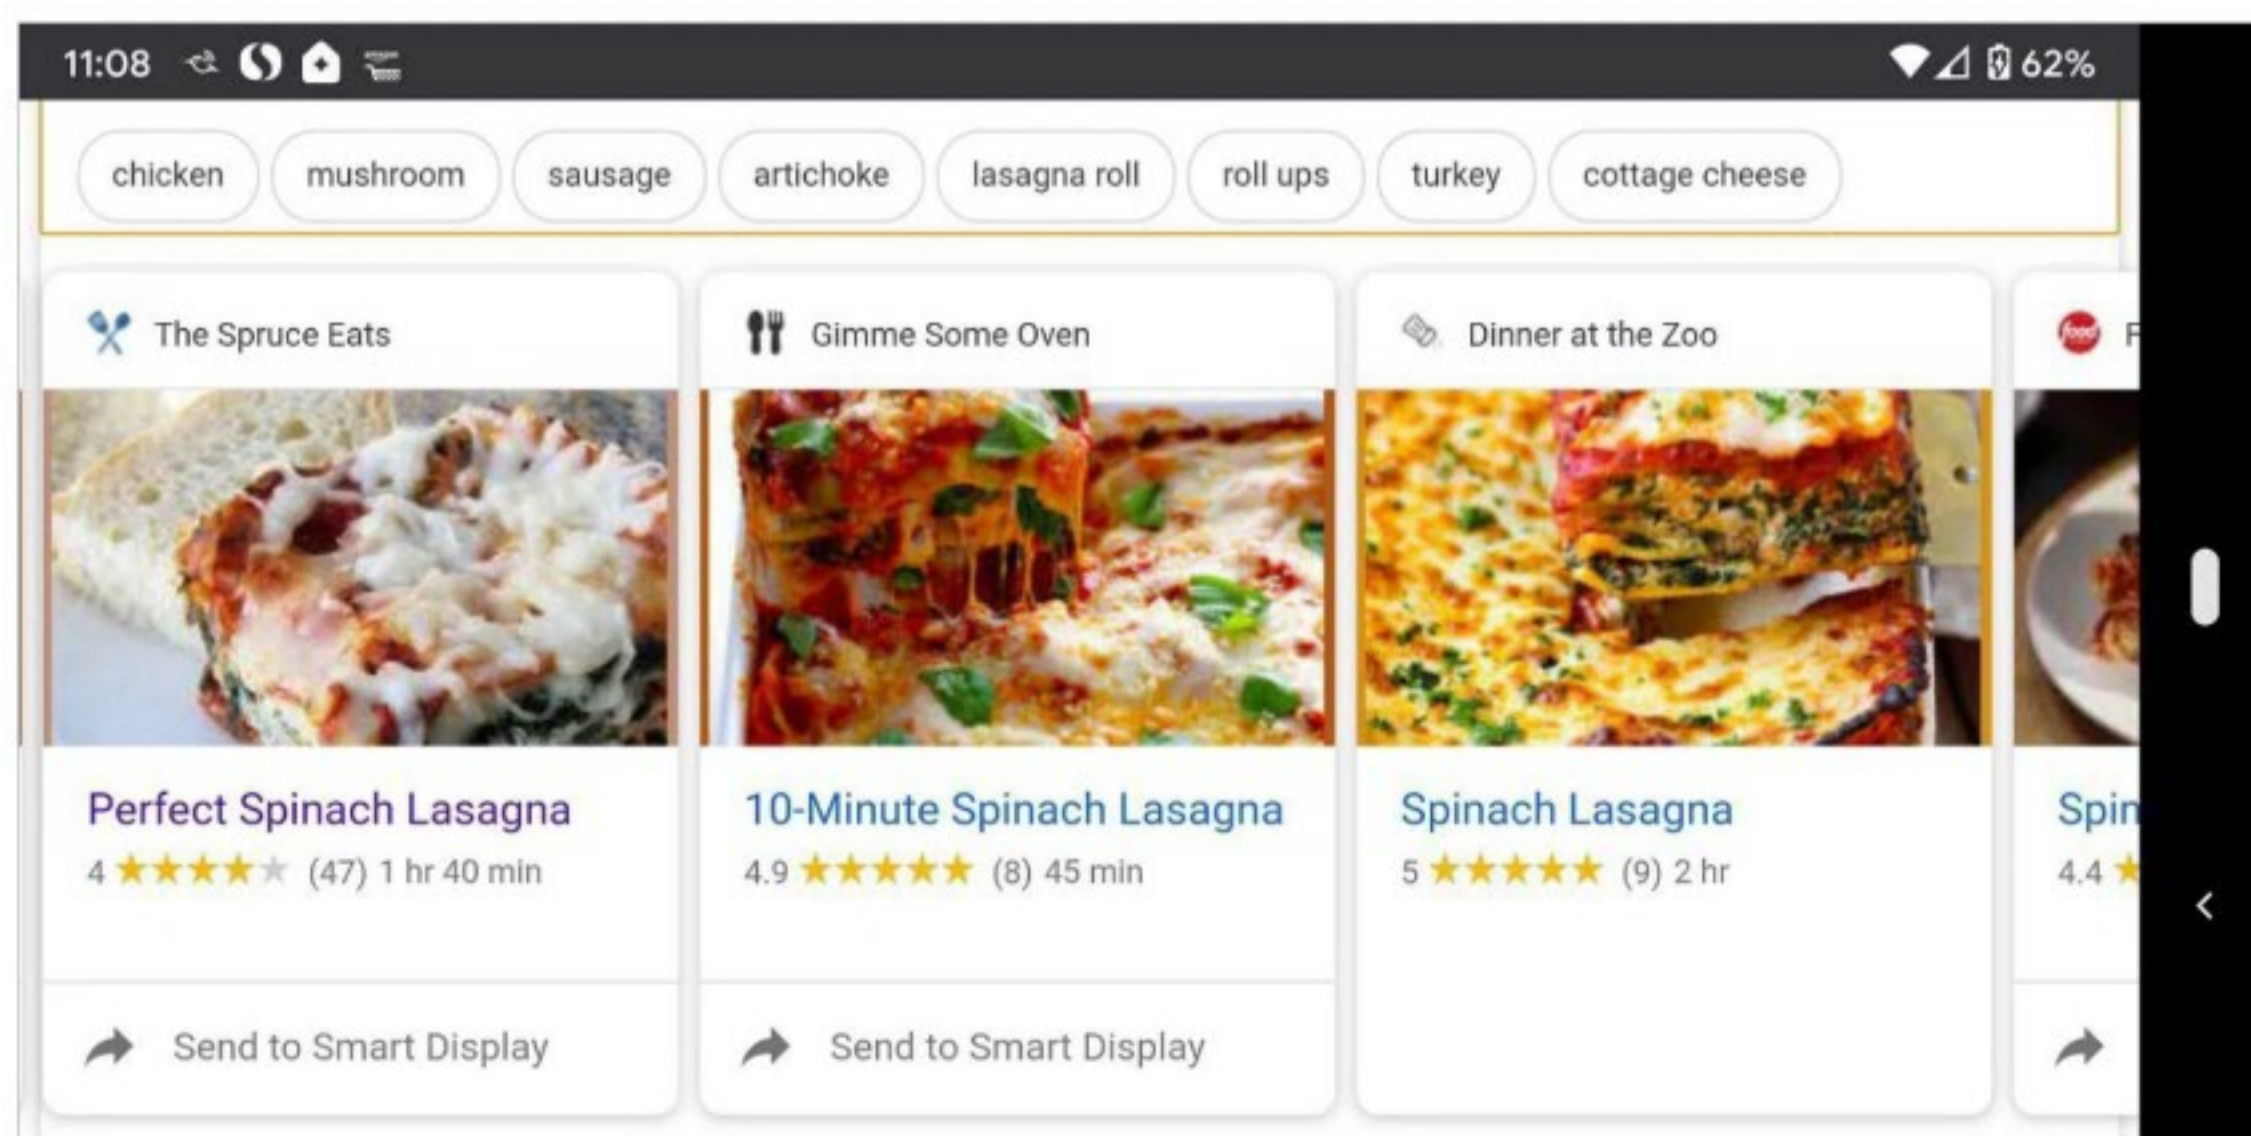 11:08
62%
chicken mushroom sausage artichoke lasagna roll roll ups turkey cottage cheese
The Spruce Eats
Gimme Some Oven
Dinner at the Zoo
food F
Perfect Spinach Lasagna
4 (47) 1 hr 40 min
10-Minute Spinach Lasagna
4.9 (8) 45 min
Spinach Lasagna
5 (9) 2 hr
Spin
4.4
Send to Smart Display
Send to Smart Display